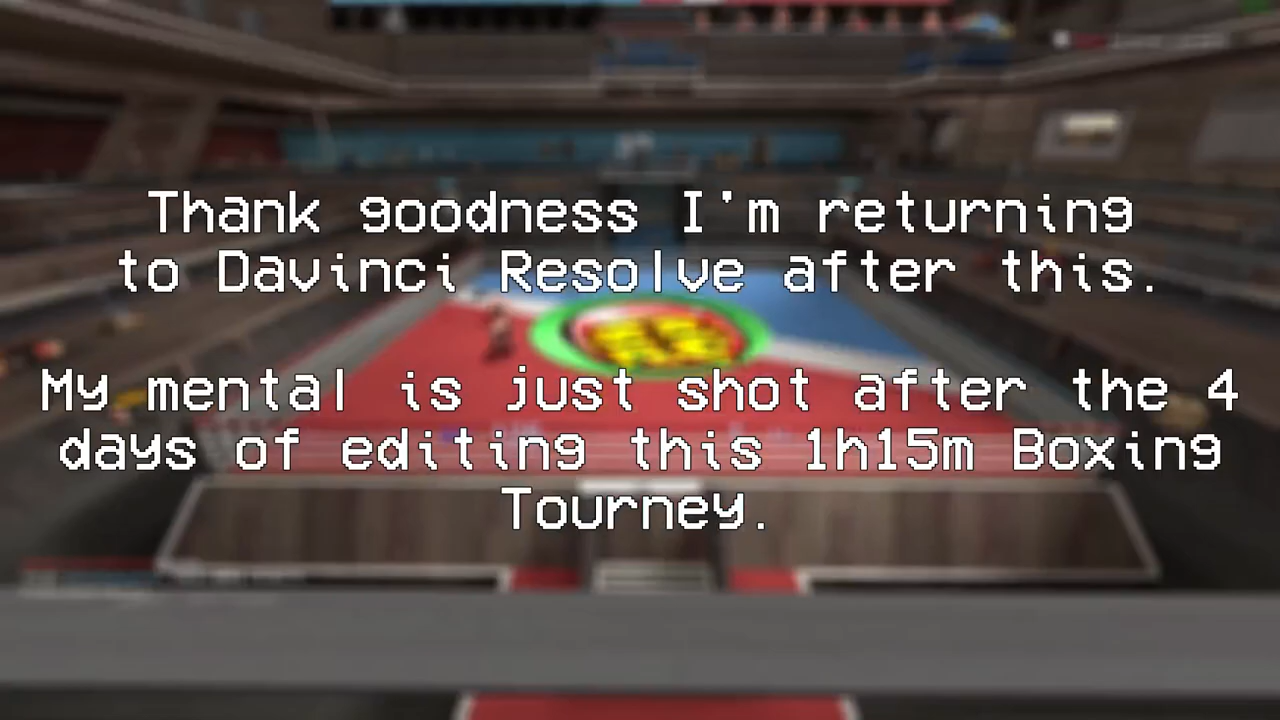 Thank goodness I'm returning
to Davinci Resolve after this.
My mental is just shot after the 4
days of editing this 1h15m Boxing
Tourney.